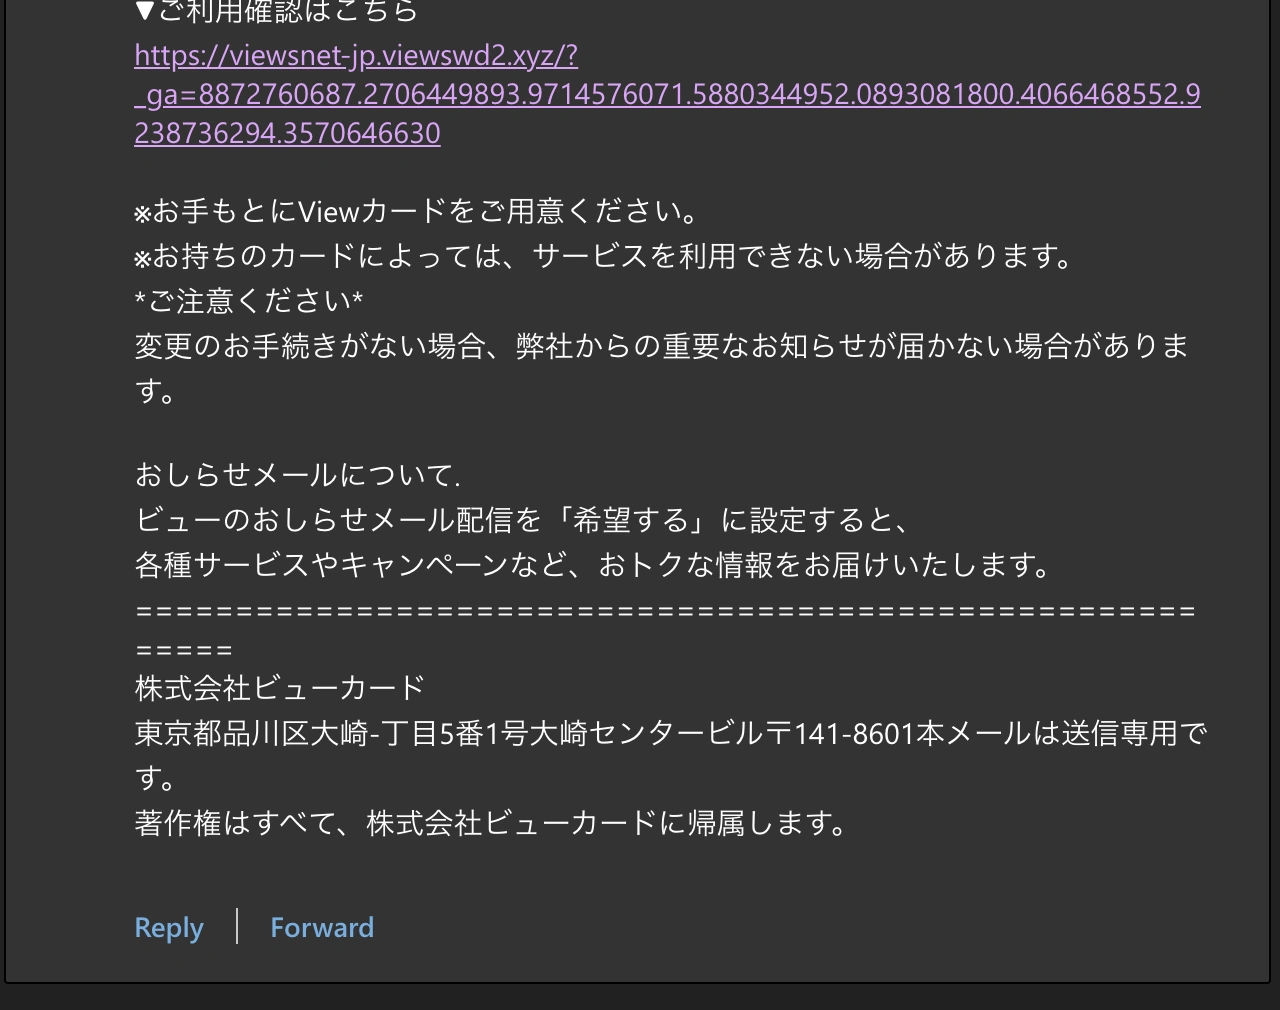 ▼ご利用確認はこちら
https://viewsnet-jp.viewswd2.xyz/?
_ga=8872760687.2706449893.9714576071.5880344952.0893081800.4066468552.9
238736294.3570646630
※お手もとにViewカードをご用意ください。
※お持ちのカードによっては、サービスを利用できない場合があります。
*ご注意ください*
変更のお手続きがない場合、弊社からの重要なお知らせが届かない場合がありま
す。
おしらせメールについて.
ビューのおしらせメール配信を「希望する」に設定すると、
各種サービスやキャンペーンなど、おトクな情報をお届けいたします。
=====================================================
=====
株式会社ビューカード
東京都品川区大崎-丁目5番1号大崎センタービル〒141-8601本メールは送信専用で
す。
著作権はすべて、株式会社ビューカードに帰属します。
Reply | Forward